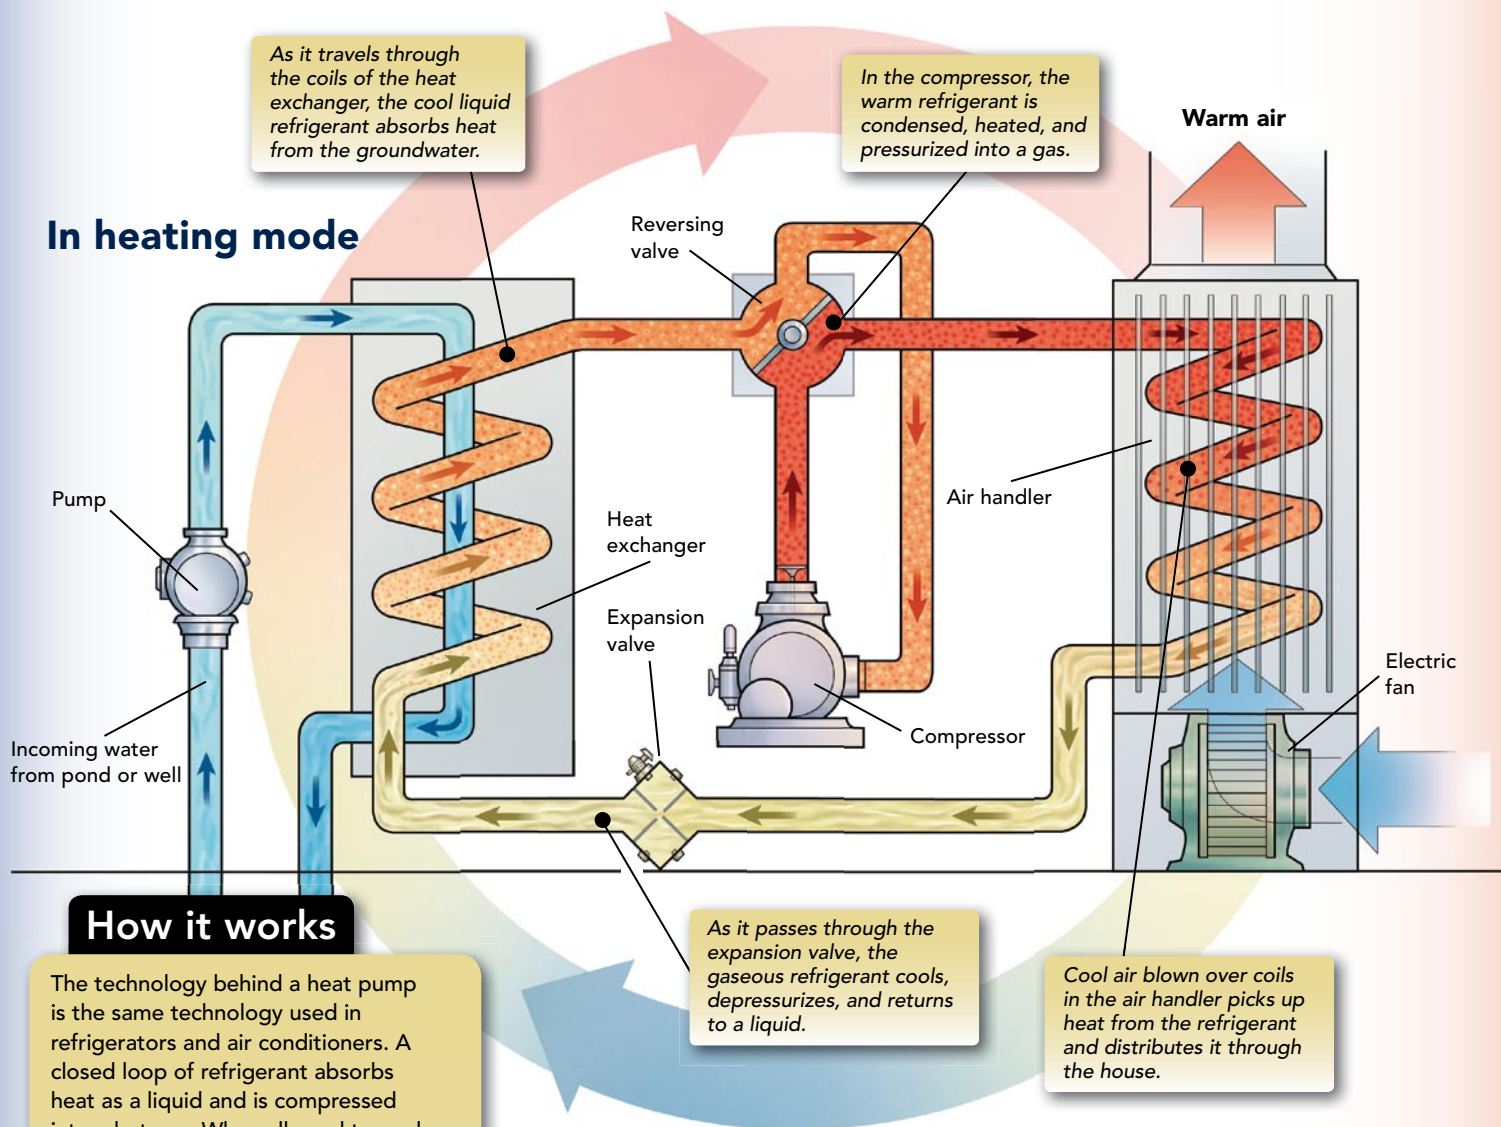 As it travels through
the coils of the heat
exchanger, the cool liquid
refrigerant absorbs heat
from the groundwater.
In the compressor, the
warm refrigerant is
condensed, heated, and
pressurized into a gas.
Warm air
In heating mode
Reversing
valve
Pump
Heat
exchanger
Air handler
Expansion
valve
Electric
fan
Incoming water
from pond or well
Compressor
How it works
The technology behind a heat pump
is the same technology used in
refrigerators and air conditioners. A
closed loop of refrigerant absorbs
heat as a liquid and is compressed
As it passes through the
expansion valve, the
gaseous refrigerant cools,
depressurizes, and returns
to a liquid.
Cool air blown over coils
in the air handler picks up
heat from the refrigerant
and distributes it through
the house.